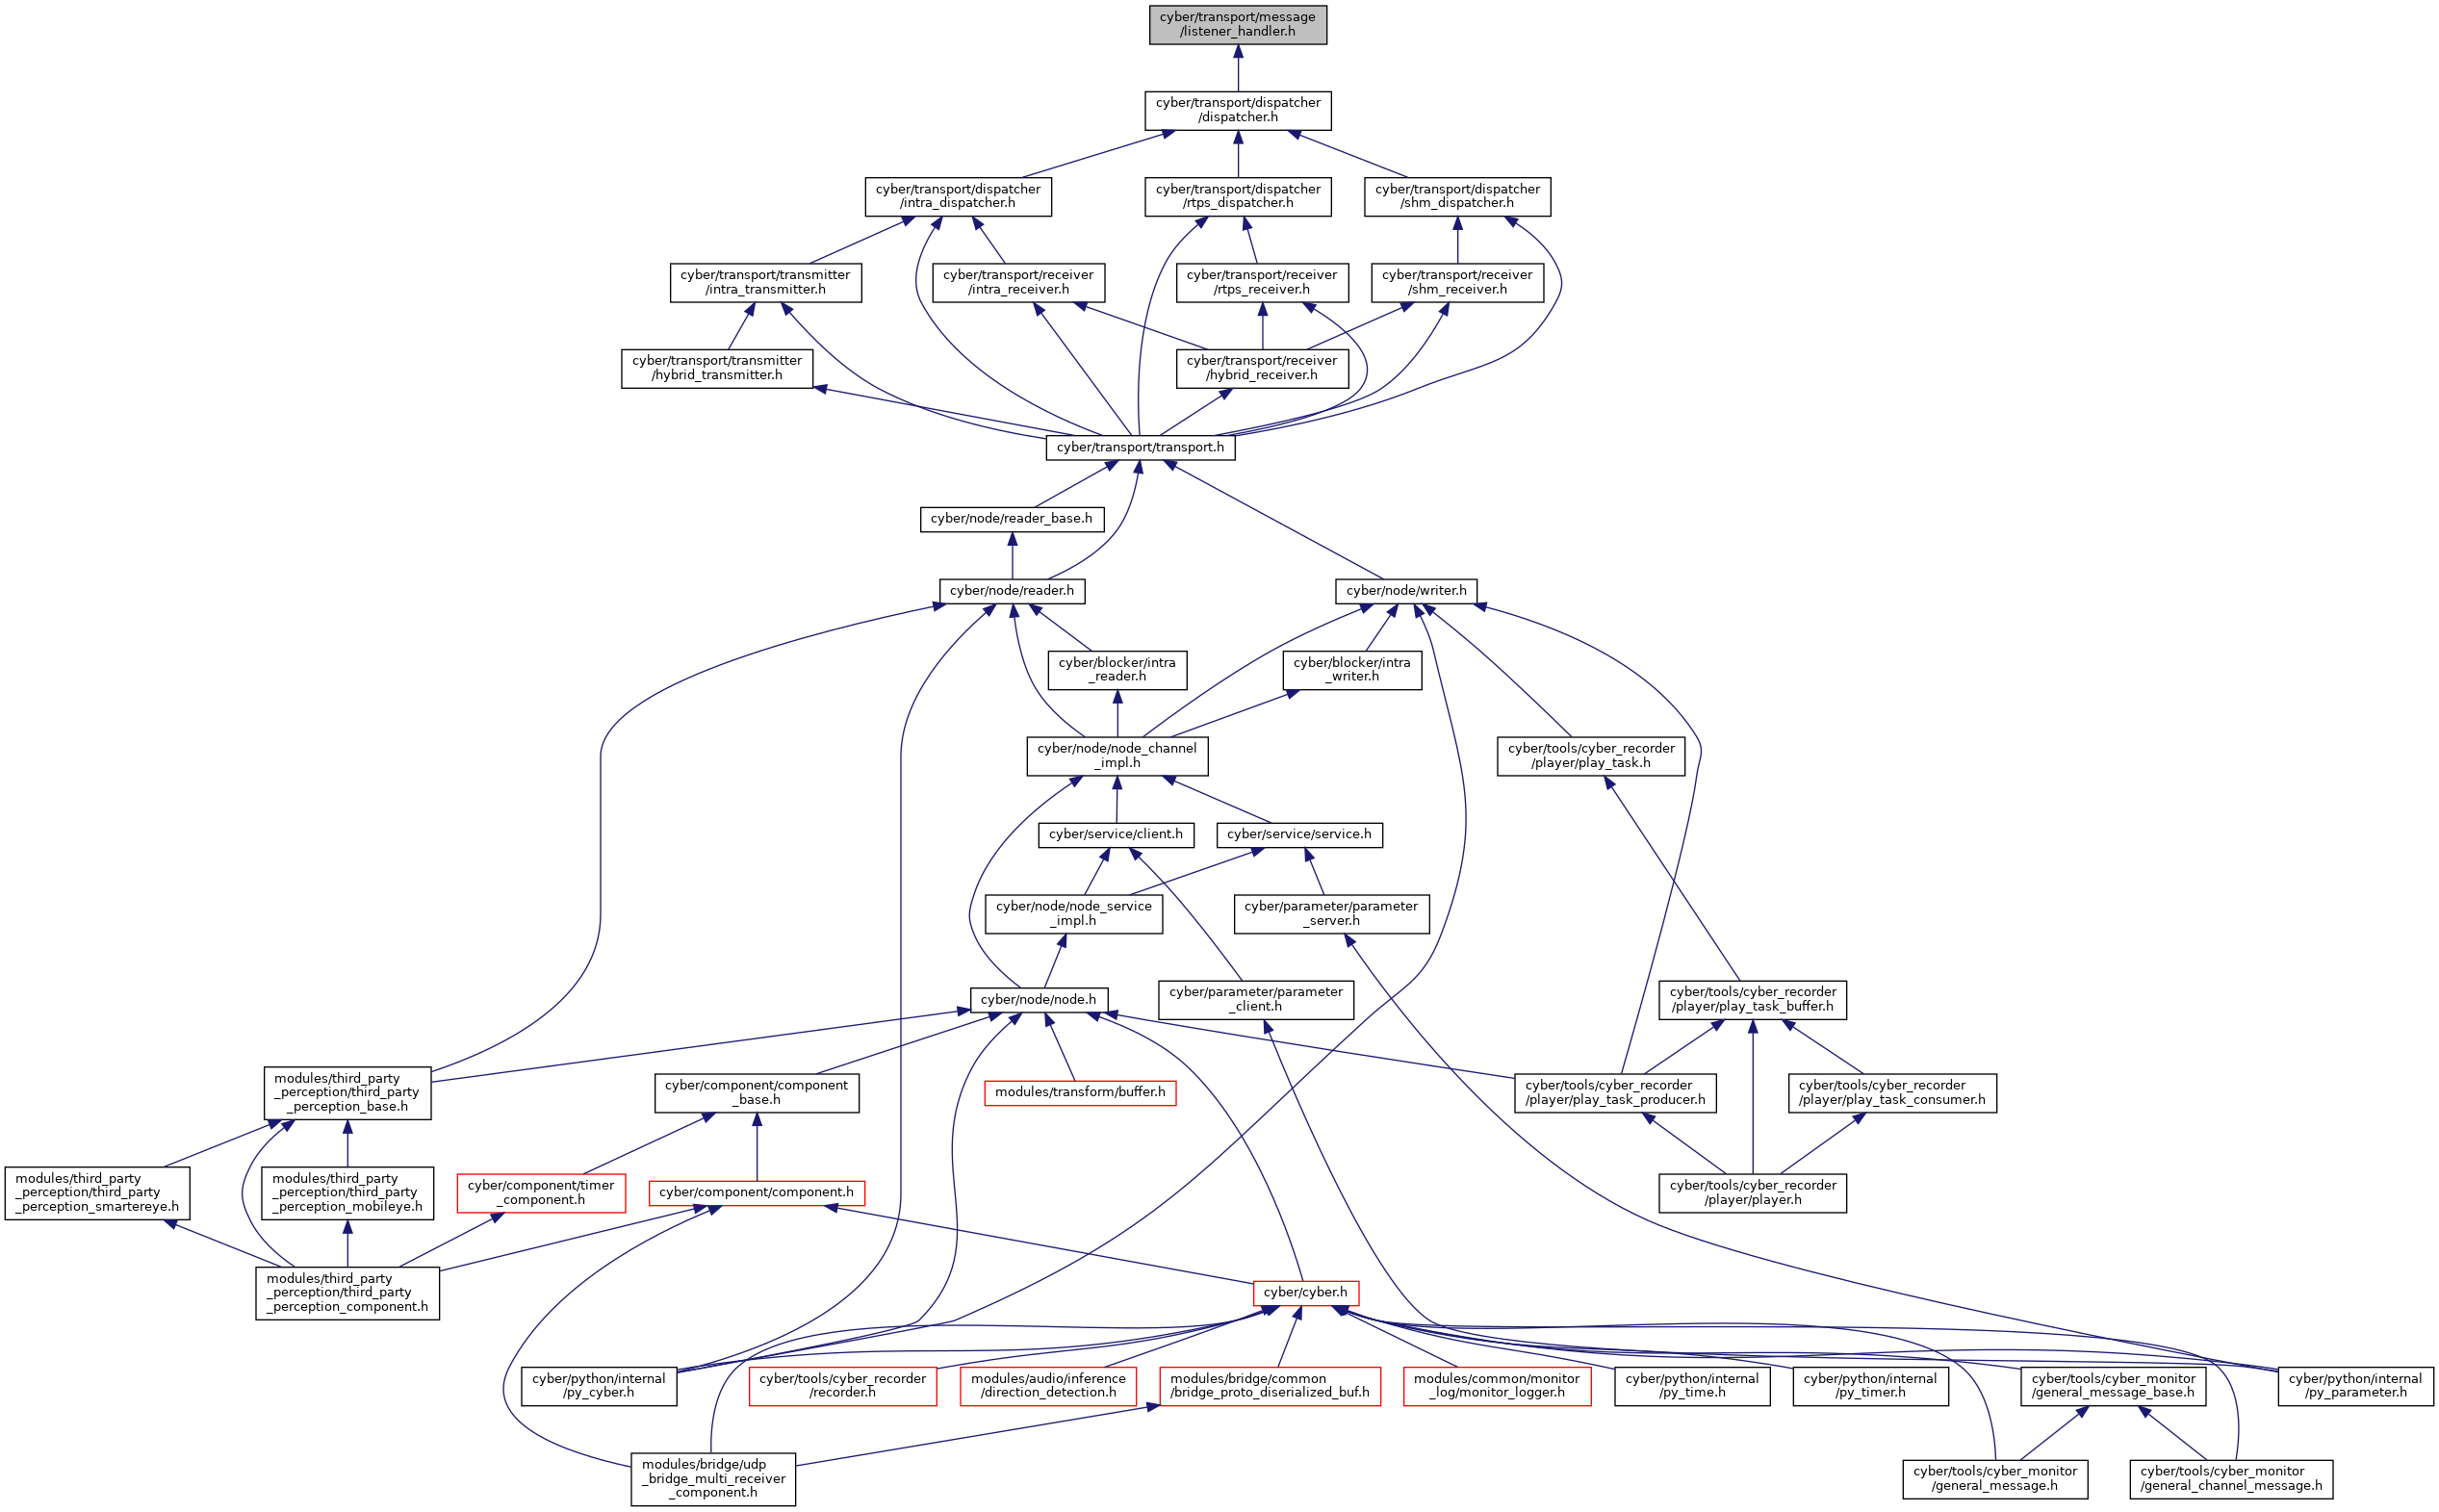 cyber/transport/message
/listener_handler.h
cyber/transport/dispatcher
/dispatcher.h
cyber/transport/dispatcher
/intra_dispatcher.h
cyber/transport/dispatcher
/rtps_dispatcher.h
cyber/transport/dispatcher
/shm_dispatcher.h
cyber/transport/transmitter
/intra_transmitter.h
cyber/transport/receiver
/intra_receiver.h
cyber/transport/receiver
/rtps_receiver.h
cyber/transport/receiver
/shm_receiver.h
cyber/transport/transmitter
/hybrid_transmitter.h
cyber/transport/receiver
/hybrid_receiver.h
cyber/transport/transport.h
cyber/node/reader_base.h
cyber/node/reader.h
cyber/node/writer.h
cyber/blocker/intra
_reader.h
cyber/blocker/intra
_writer.h
cyber/node/node_channel
_impl.h
cyber/tools/cyber_recorder
/player/play_task.h
cyber/service/client.h
cyber/service/service.h
cyber/node/node_service
_impl.h
cyber/parameter/parameter
_server.h
cyber/node/node.h
cyber/parameter/parameter
_client.h
cyber/tools/cyber_recorder
/player/play_task_buffer.h
modules/third_party
_perception/third_party
_perception_base.h
cyber/component/component
_base.h
modules/transform/buffer.h
cyber/tools/cyber_recorder
/player/play_task_producer.h
cyber/tools/cyber_recorder
/player/play_task_consumer.h
modules/third_party
_perception/third_party
_perception_smartereye.h
modules/third_party
_perception/third_party
_perception_mobileye.h
cyber/component/timer
_component.h
cyber/component/component.h
cyber/tools/cyber_recorder
/player/player.h
modules/third_party
_perception/third_party
_perception_component.h
cyber/cyber.h
cyber/python/internal
/py_cyber.h
cyber/tools/cyber_recorder
/recorder.h
modules/audio/inference
/direction_detection.h
modules/bridge/common
/bridge_proto_diserialized_buf.h
modules/common/monitor
_log/monitor_logger.h
cyber/python/internal
/py_time.h
cyber/python/internal
/py_timer.h
cyber/tools/cyber_monitor
/general_message_base.h
cyber/python/internal
/py_parameter.h
modules/bridge/udp
_bridge_multi_receiver
_component.h
cyber/tools/cyber_monitor
/general_message.h
cyber/tools/cyber_monitor
/general_channel_message.h